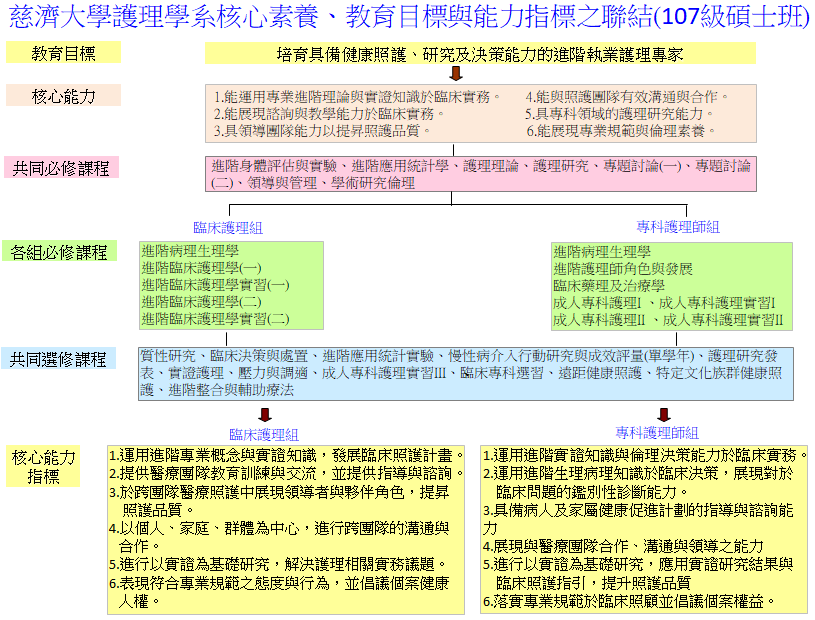 慈濟大學護理學系核心素養、教育目標與能力指標之聯結(107級碩士班)
教育目標
培育具備健康照護、研究及決策能力的進階執業護理專家
核心能力
1.能運用專業進階理論與實證知識於臨床實務。
4.能與照護團隊有效溝通與合作。
2.能展現諮詢與教學能力於臨床實務。
5.具專科領域的護理研究能力。
3.具領導團隊能力以提昇照護品質。
6.能展現專業規範與倫理素養。
共同必修課程
進階身體評估與實驗、進階應用統計學、護理理論、護理研究、專題討論(一)、專題討論
(二)、領導與管理、學術研究倫理
各組必修課程
臨床護理組
進階病理生理學
進階臨床護理學(一)
進階臨床護理學實習(一)
進階臨床護理學(二)
進階臨床護理學實習(二)
專科護理師組
進階病理生理學
進階護理師角色與發展
臨床藥理及治療學
成人專科護理I 、成人專科護理實習I
成人專科護理II 、成人專科護理實習II
共同選修課程
質性研究、臨床決策與處置、進階應用統計實驗、慢性病介入行動研究與成效評量(單學年)、護理研究發
表、實證護理、壓力與調適、成人專科護理實習III、臨床專科選習、遠距健康照護、特定文化族群健康照
護、進階整合與輔助療法
核心能力
指標
臨床護理組
1.運用進階專業概念與實證知識，發展臨床照護計畫。
2.提供醫療團隊教育訓練與交流，並提供指導與諮詢。
3.於跨團隊醫療照護中展現領導者與夥伴角色，提昇
照護品質。
4.以個人、家庭、群體為中心，進行跨團隊的溝通與
合作。
5.進行以實證為基礎研究，解決護理相關實務議題。
6.表現符合專業規範之態度與行為，並倡議個案健康
人權。
專科護理師組
1.運用進階實證知識與倫理決策能力於臨床實務。
2.運用進階生理病理知識於臨床決策，展現對於
臨床問題的鑑別性診斷能力。
3.具備病人及家屬健康促進計劃的指導與諮詢能
力
4.展現與醫療團隊合作、溝通與領導之能力
5.進行以實證為基礎研究，應用實證研究結果與
臨床照護指引，提升照護品質
6.落實專業規範於臨床照顧並倡議個案權益。